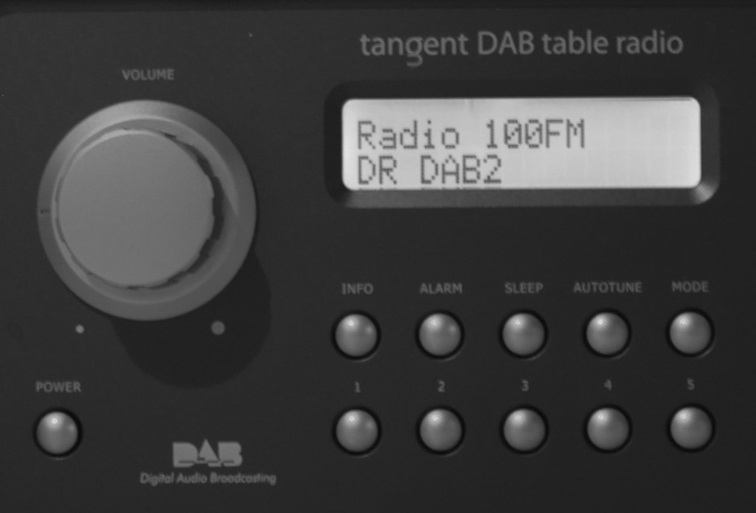 tangent DAB table radio
VOLUME
Radio 100FM
DR DAB2
INFO ALARM SLEEP AUTOTUNE MODE
POWER
1 2 3 4 5
DAB
Digital Audio Broadcasting